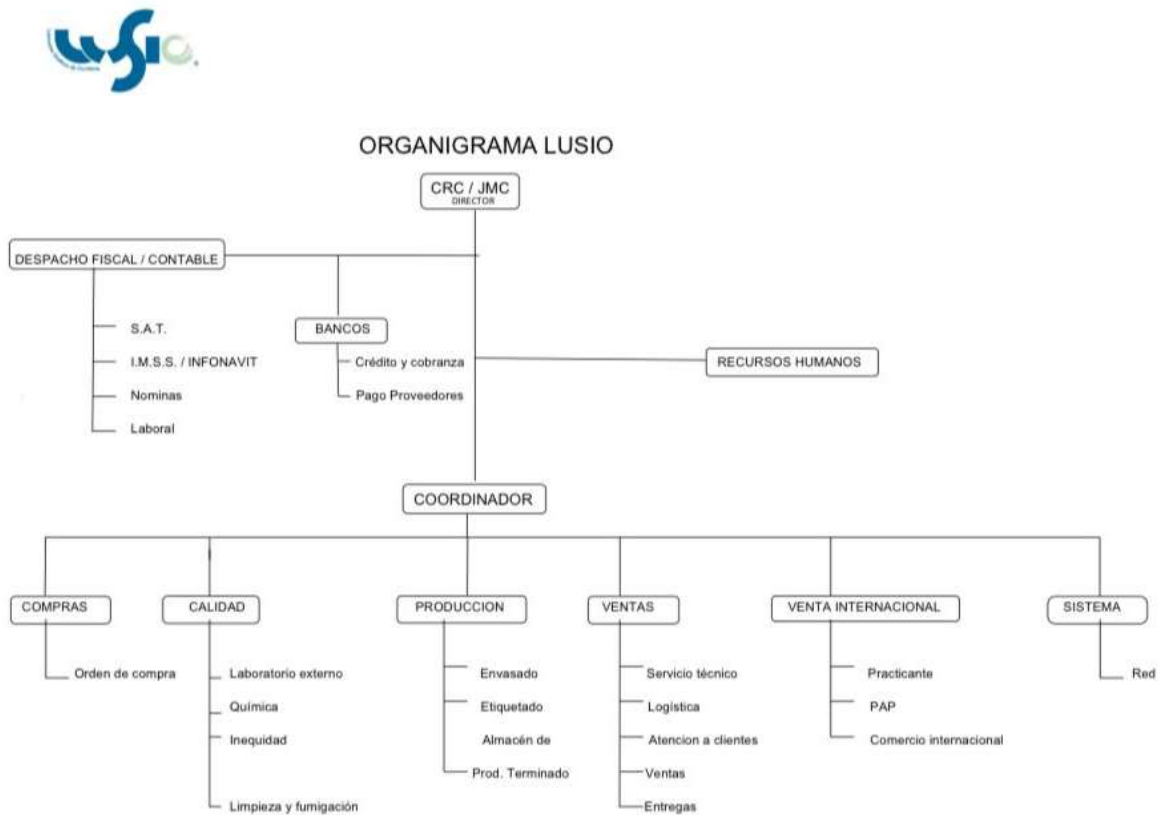 LUSIO®
ORGANIGRAMA LUSIO
CRC / JMC
DIRECTOR
DESPACHO FISCAL / CONTABLE
S.A.T.
I.M.S.S. / INFONAVIT
Nominas
Laboral
BANCOS
Crédito y cobranza
Pago Proveedores
RECURSOS HUMANOS
COORDINADOR
COMPRAS
Orden de compra
CALIDAD
Laboratorio externo
Química
Inequidad
Limpieza y fumigación
PRODUCCION
Envasado
Etiquetado
Almacén de
Prod. Terminado
VENTAS
Servicio técnico
Logística
Atencion a clientes
Ventas
Entregas
VENTA INTERNACIONAL
Practicante
PAP
Comercio internacional
SISTEMA
Red